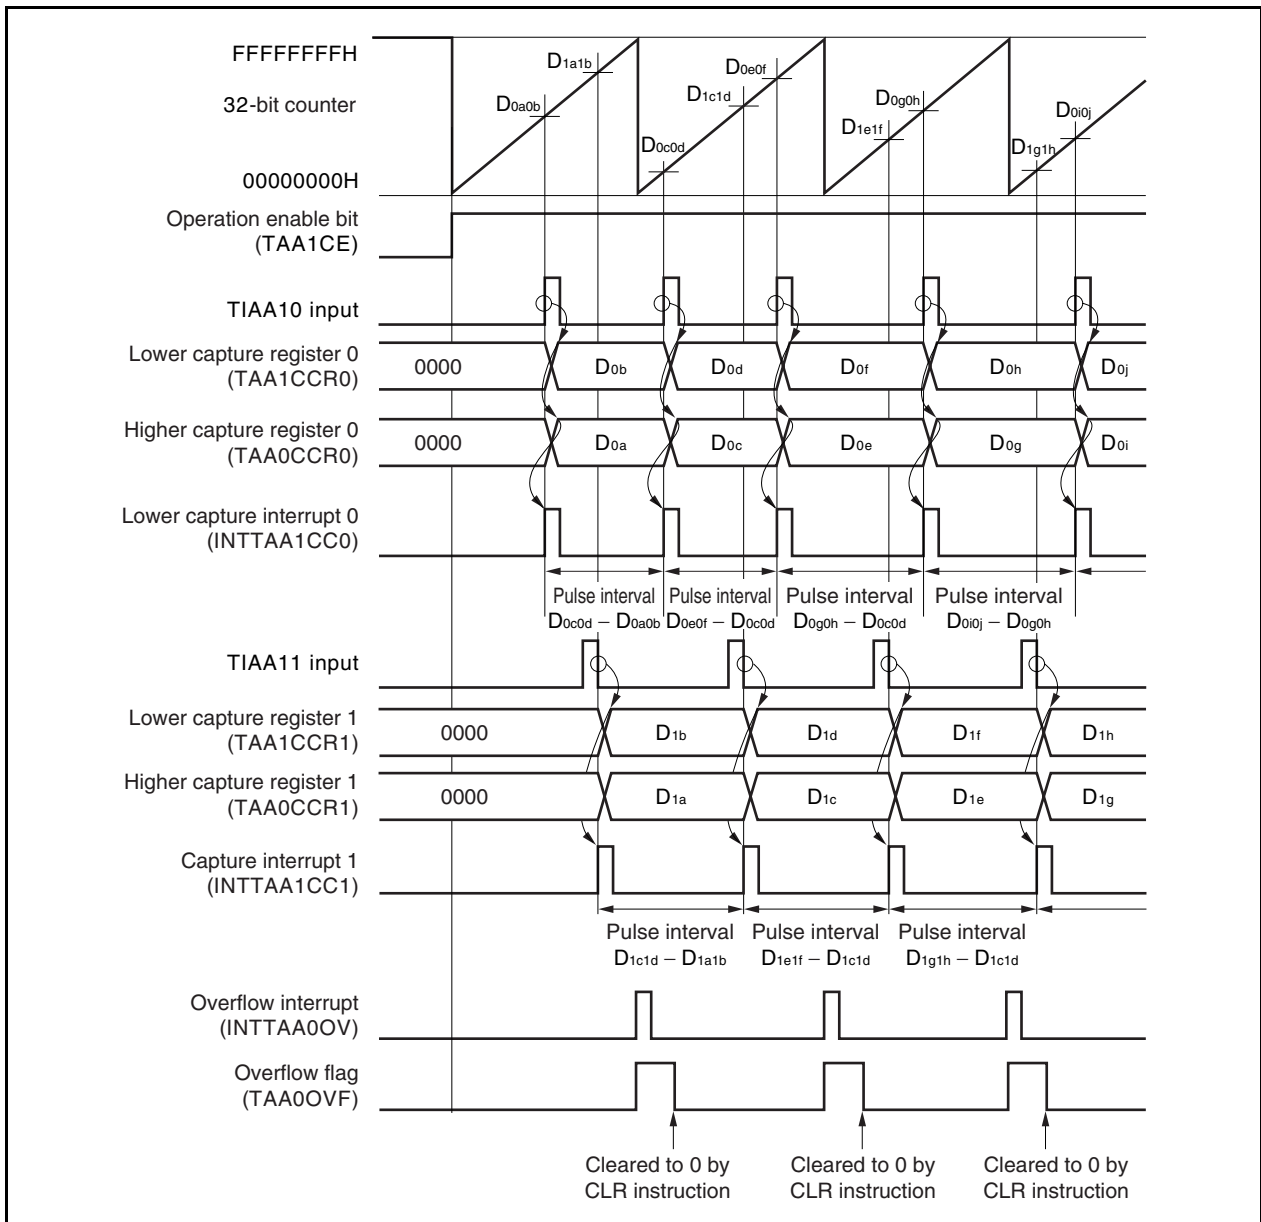 FFFFFFFFH
32-bit counter
00000000H
D0a0b
D1a1b
D0c0d
D1c1d
D0e0f
D1e1f
D0g0h
D1g1h
D0i0j
Operation enable bit
(TAA1CE)
TIAA10 input
Lower capture register 0
(TAA1CCR0)
0000
D0b
D0d
D0f
D0h
D0j
Higher capture register 0
(TAA0CCR0)
0000
D0a
D0c
D0e
D0g
D0i
Lower capture interrupt 0
(INTTAA1CC0)
Pulse interval
D0c0d – D0a0b
Pulse interval
D0e0f – D0c0d
Pulse interval
D0g0h – D0c0d
Pulse interval
D0i0j – D0g0h
TIAA11 input
Lower capture register 1
(TAA1CCR1)
0000
D1b
D1d
D1f
D1h
Higher capture register 1
(TAA0CCR1)
0000
D1a
D1c
D1e
D1g
Capture interrupt 1
(INTTAA1CC1)
Pulse interval
D1c1d – D1a1b
Pulse interval
D1e1f – D1c1d
Pulse interval
D1g1h – D1c1d
Overflow interrupt
(INTTAA0OV)
Overflow flag
(TAA0OVF)
Cleared to 0 by
CLR instruction
Cleared to 0 by
CLR instruction
Cleared to 0 by
CLR instruction